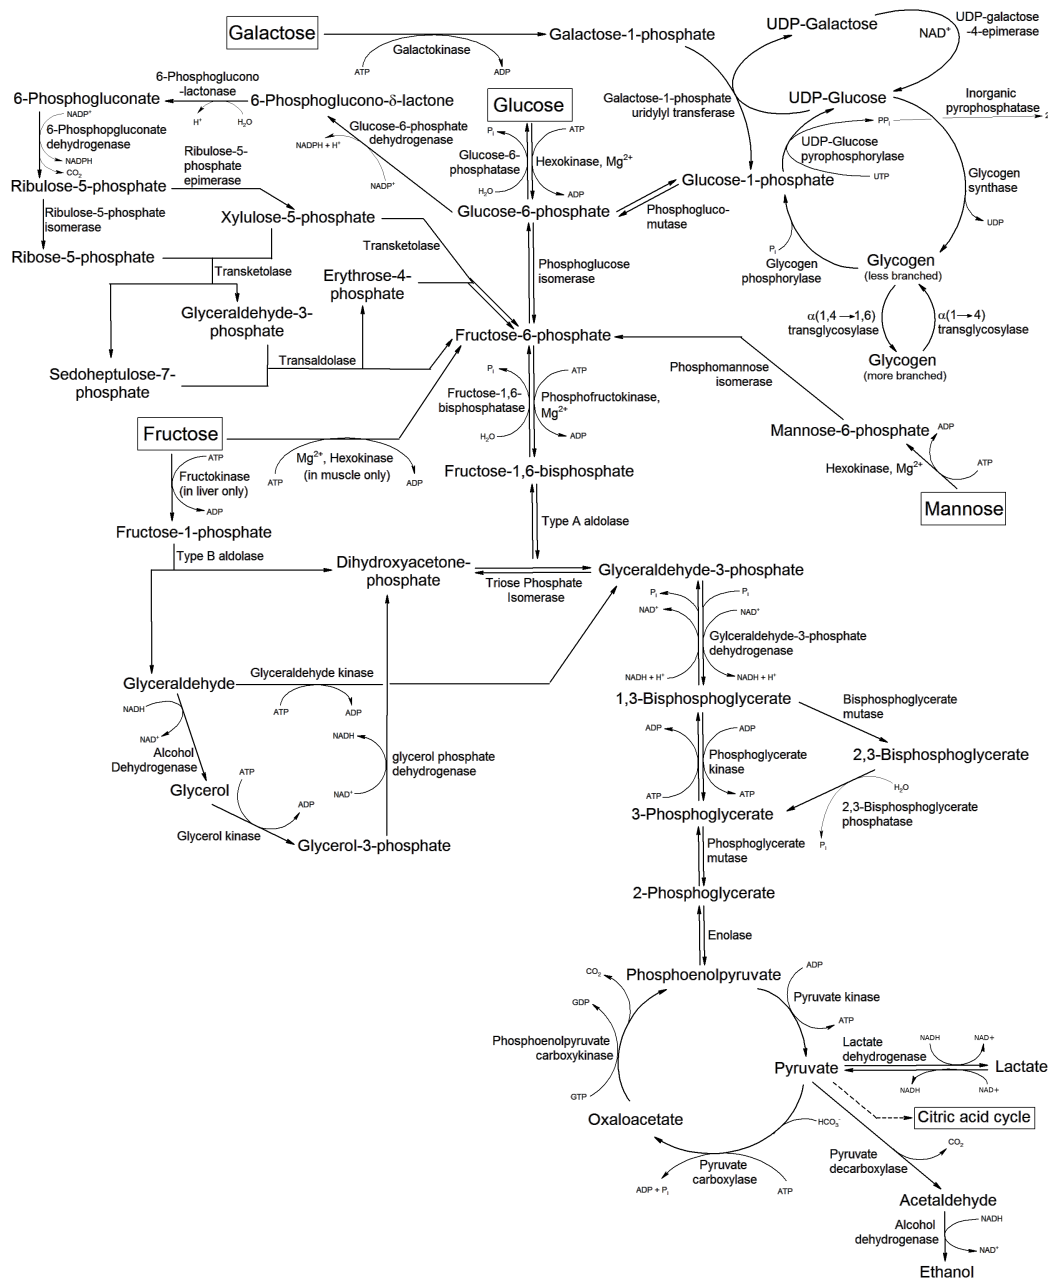 Galactose
Galactokinase
ATP
ADP
Galactose-1-phosphate
UDP-Galactose
NAD⁺
UDP-galactose
-4-epimerase
Galactose-1-phosphate
uridylyl transferase
UDP-Glucose
PPᵢ
Inorganic
pyrophosphatase
2
UDP-Glucose
pyrophosphorylase
UTP
6-Phosphogluconate
6-Phosphoglucono
-lactonase
H⁺
H₂O
6-Phosphoglucono-δ-lactone
Glucose
NADP⁺
6-Phosphopgluconate
dehydrogenase
NADPH
CO₂
Glucose-6-phosphate
dehydrogenase
NADPH + H⁺
NADP⁺
Pᵢ
Glucose-6-
phosphatase
H₂O
ATP
Hexokinase, Mg²⁺
ADP
Ribulose-5-phosphate
Ribulose-5-
phosphate
epimerase
Glucose-6-phosphate
Phosphogluco-
mutase
Glucose-1-phosphate
Glycogen
synthase
UDP
Ribulose-5-phosphate
isomerase
Xylulose-5-phosphate
Transketolase
Ribose-5-phosphate
Transketolase
Erythrose-4-
phosphate
Phosphoglucose
isomerase
Pᵢ
Glycogen
phosphorylase
Glycogen
(less branched)
α(1,4 →1,6)
transglycosylase
α(1→4)
transglycosylase
Glycogen
(more branched)
Glyceraldehyde-3-
phosphate
Fructose-6-phosphate
Sedoheptulose-7-
phosphate
Transaldolase
Phosphomannose
isomerase
Pᵢ
Fructose-1,6-
bisphosphatase
H₂O
ATP
Phosphofructokinase,
Mg²⁺
ADP
Fructose
ATP
Fructokinase
(in liver only)
ADP
Mg²⁺, Hexokinase
(in muscle only)
ATP
ADP
Mannose-6-phosphate
ADP
Hexokinase, Mg²⁺
ATP
Mannose
Fructose-1,6-bisphosphate
Type A aldolase
Fructose-1-phosphate
Type B aldolase
Dihydroxyacetone-
phosphate
Triose Phosphate
Isomerase
Glyceraldehyde-3-phosphate
Pᵢ
NAD⁺
NADH + H⁺
Pᵢ
NAD⁺
Gylceraldehyde-3-phosphate
dehydrogenase
NADH + H⁺
Glyceraldehyde
Glyceraldehyde kinase
ATP
ADP
NADH
NAD⁺
Alcohol
Dehydrogenase
Glycerol
ATP
ADP
Glycerol kinase
Glycerol-3-phosphate
NADH
glycerol phosphate
dehydrogenase
NAD⁺
1,3-Bisphosphoglycerate
Bisphosphoglycerate
mutase
2,3-Bisphosphoglycerate
H₂O
2,3-Bisphosphoglycerate
phosphatase
Pᵢ
ADP
ATP
ADP
Phosphoglycerate
kinase
ATP
3-Phosphoglycerate
Phosphoglycerate
mutase
2-Phosphoglycerate
Enolase
Phosphoenolpyruvate
ADP
Pyruvate kinase
ATP
CO₂
GDP
Phosphoenolpyruvate
carboxykinase
GTP
Pyruvate
Lactate
dehydrogenase
NADH
NAD+
NADH
NAD+
Lactate
Oxaloacetate
HCO₃⁻
Citric acid cycle
Pyruvate
carboxylase
ADP + Pᵢ
ATP
Pyruvate
decarboxylase
CO₂
Acetaldehyde
Alcohol
dehydrogenase
NADH
NAD⁺
Ethanol